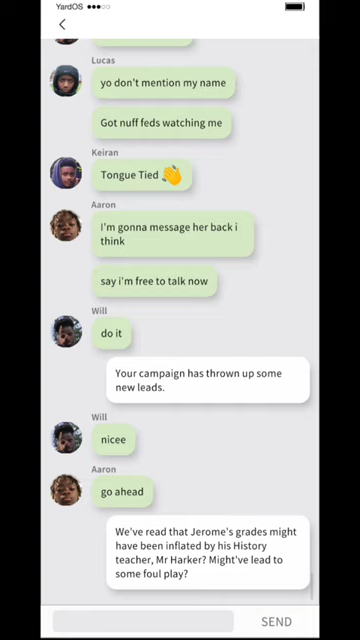 YardOS
Lucas
yo don't mention my name
Got nuff feds watching me
Keiran
Tongue Tied 👏
Aaron
I'm gonna message her back i
think
say i'm free to talk now
Will
do it
Your campaign has thrown up some
new leads.
Will
nicee
Aaron
go ahead
We've read that Jerome's grades might
have been inflated by his History
teacher, Mr Harker? Might've lead to
some foul play?
SEND